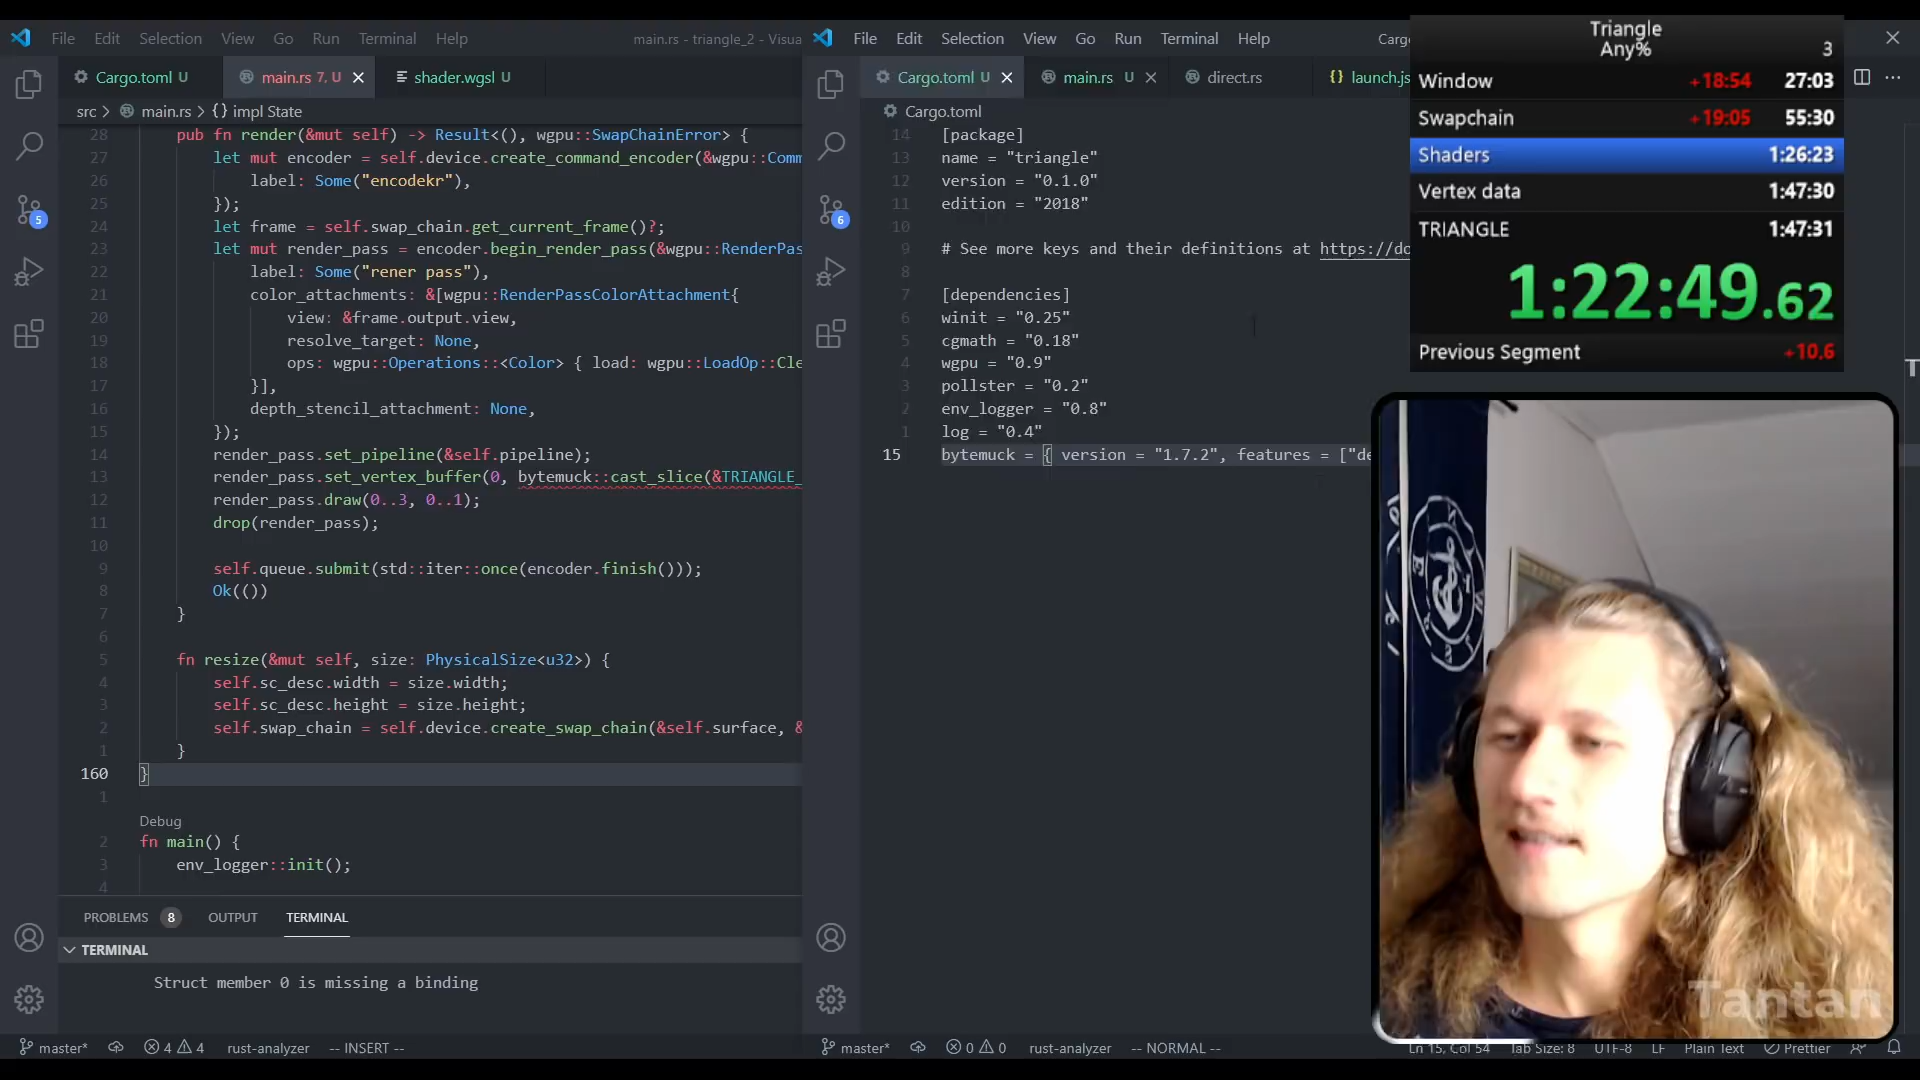 File Edit Selection View Go Run Terminal Help
main.rs - triangle_2 - Visua
Cargo.toml U
main.rs 7, U
shader.wgsl U
src > main.rs > {} impl State
28 pub fn render(&mut self) -> Result<(), wgpu::SwapChainError> {
27 let mut encoder = self.device.create_command_encoder(&wgpu::Comm
26 label: Some("encodekr"),
25 });
24 let frame = self.swap_chain.get_current_frame()?;
23 let mut render_pass = encoder.begin_render_pass(&wgpu::RenderPas
22 label: Some("rener pass"),
21 color_attachments: &[wgpu::RenderPassColorAttachment{
20 view: &frame.output.view,
19 resolve_target: None,
18 ops: wgpu::Operations::<Color> { load: wgpu::LoadOp::Cle
17 }],
16 depth_stencil_attachment: None,
15 });
14 render_pass.set_pipeline(&self.pipeline);
13 render_pass.set_vertex_buffer(0, bytemuck::cast_slice(&TRIANGLE_
12 render_pass.draw(0..3, 0..1);
11 drop(render_pass);
10
9 self.queue.submit(std::iter::once(encoder.finish()));
8 Ok(())
7 }
6
5 fn resize(&mut self, size: PhysicalSize<u32>) {
4 self.sc_desc.width = size.width;
3 self.sc_desc.height = size.height;
2 self.swap_chain = self.device.create_swap_chain(&self.surface, &
1 }
160 }
1
Debug
2 fn main() {
3 env_logger::init();
4
PROBLEMS 8 OUTPUT TERMINAL
TERMINAL
Struct member 0 is missing a binding
5
master* 4 4 rust-analyzer -- INSERT --
File Edit Selection View Go Run Terminal Help
Carg
Cargo.toml U
main.rs U
direct.rs
{} launch.js
Cargo.toml
14 [package]
13 name = "triangle"
12 version = "0.1.0"
11 edition = "2018"
10
9 # See more keys and their definitions at https://do
8
7 [dependencies]
6 winit = "0.25"
5 cgmath = "0.18"
4 wgpu = "0.9"
3 pollster = "0.2"
2 env_logger = "0.8"
1 log = "0.4"
15 bytemuck = { version = "1.7.2", features = ["de
6
master* 0 0 rust-analyzer -- NORMAL --
Ln 15, Col 54 Tab Size: 8 UTF-8 LF Plain Text Prettier
Triangle
Any% 3
Window +18:54 27:03
Swapchain +19:05 55:30
Shaders 1:26:23
Vertex data 1:47:30
TRIANGLE 1:47:31
1:22:49.62
Previous Segment +10.6
Tantan